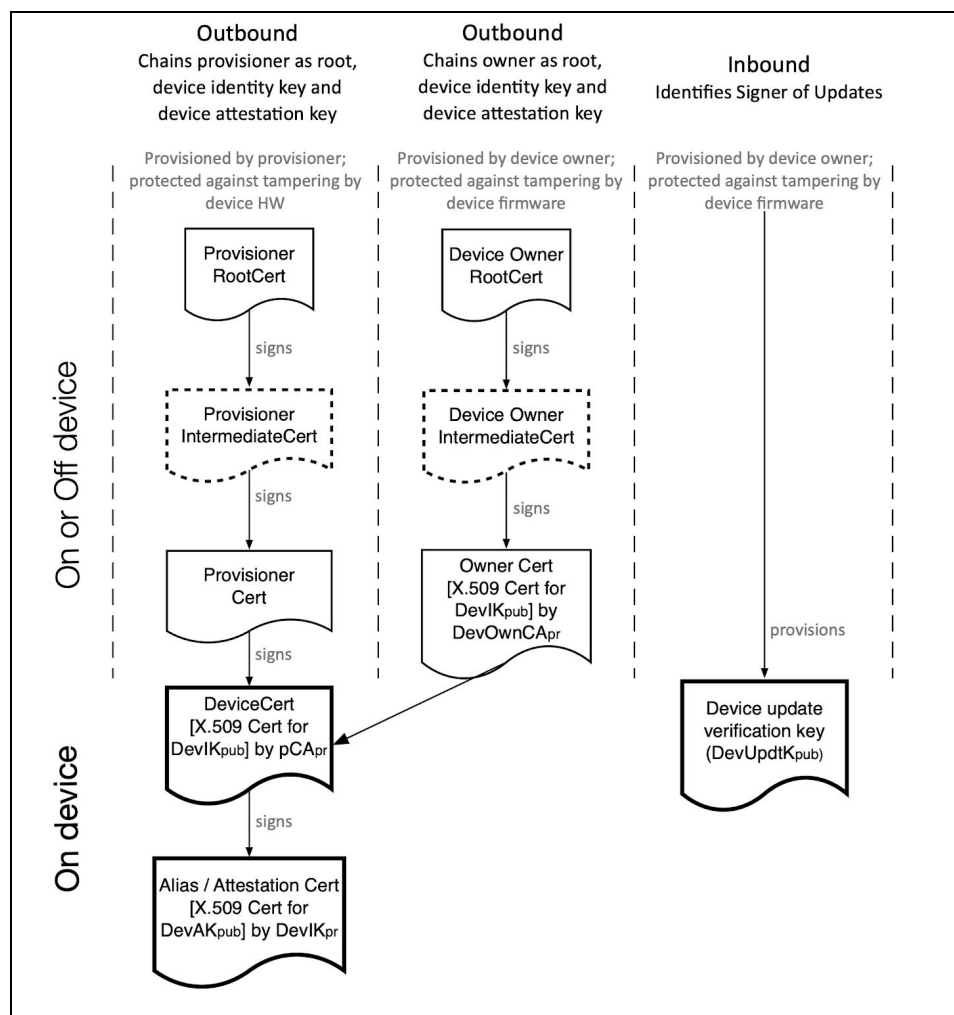 Outbound
Chains provisioner as root,
device identity key and
device attestation key
Provisioned by provisioner;
protected against tampering by
device HW
Provisioner
RootCert
signs
Provisioner
IntermediateCert
signs
Provisioner
Cert
signs
DeviceCert
[X.509 Cert for
DevIKpub] by pCApr
signs
Alias / Attestation Cert
[X.509 Cert for
DevAKpub] by DevIKpr
Outbound
Chains owner as root,
device identity key and
device attestation key
Provisioned by device owner;
protected against tampering by
device firmware
Device Owner
RootCert
signs
Device Owner
IntermediateCert
signs
Owner Cert
[X.509 Cert for
DevIKpub] by
DevOwnCApr
Inbound
Identifies Signer of Updates
Provisioned by device owner;
protected against tampering by
device firmware
provisions
Device update
verification key
(DevUpdtKpub)
On or Off device
On device